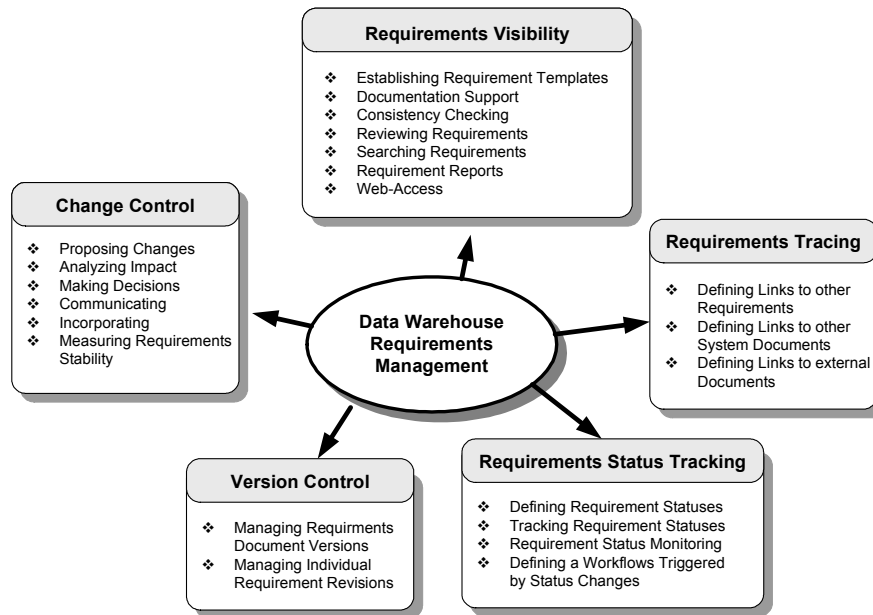 Requirements Visibility
❖ Establishing Requirement Templates
❖ Documentation Support
❖ Consistency Checking
❖ Reviewing Requirements
❖ Searching Requirements
❖ Requirement Reports
❖ Web-Access
Change Control
❖ Proposing Changes
❖ Analyzing Impact
❖ Making Decisions
❖ Communicating
❖ Incorporating
❖ Measuring Requirements
Stability
Data Warehouse
Requirements
Management
Requirements Tracing
❖ Defining Links to other
Requirements
❖ Defining Links to other
System Documents
❖ Defining Links to external
Documents
Version Control
❖ Managing Requirments
Document Versions
❖ Managing Individual
Requirement Revisions
Requirements Status Tracking
❖ Defining Requirement Statuses
❖ Tracking Requirement Statuses
❖ Requirement Status Monitoring
❖ Defining a Workflows Triggered
by Status Changes